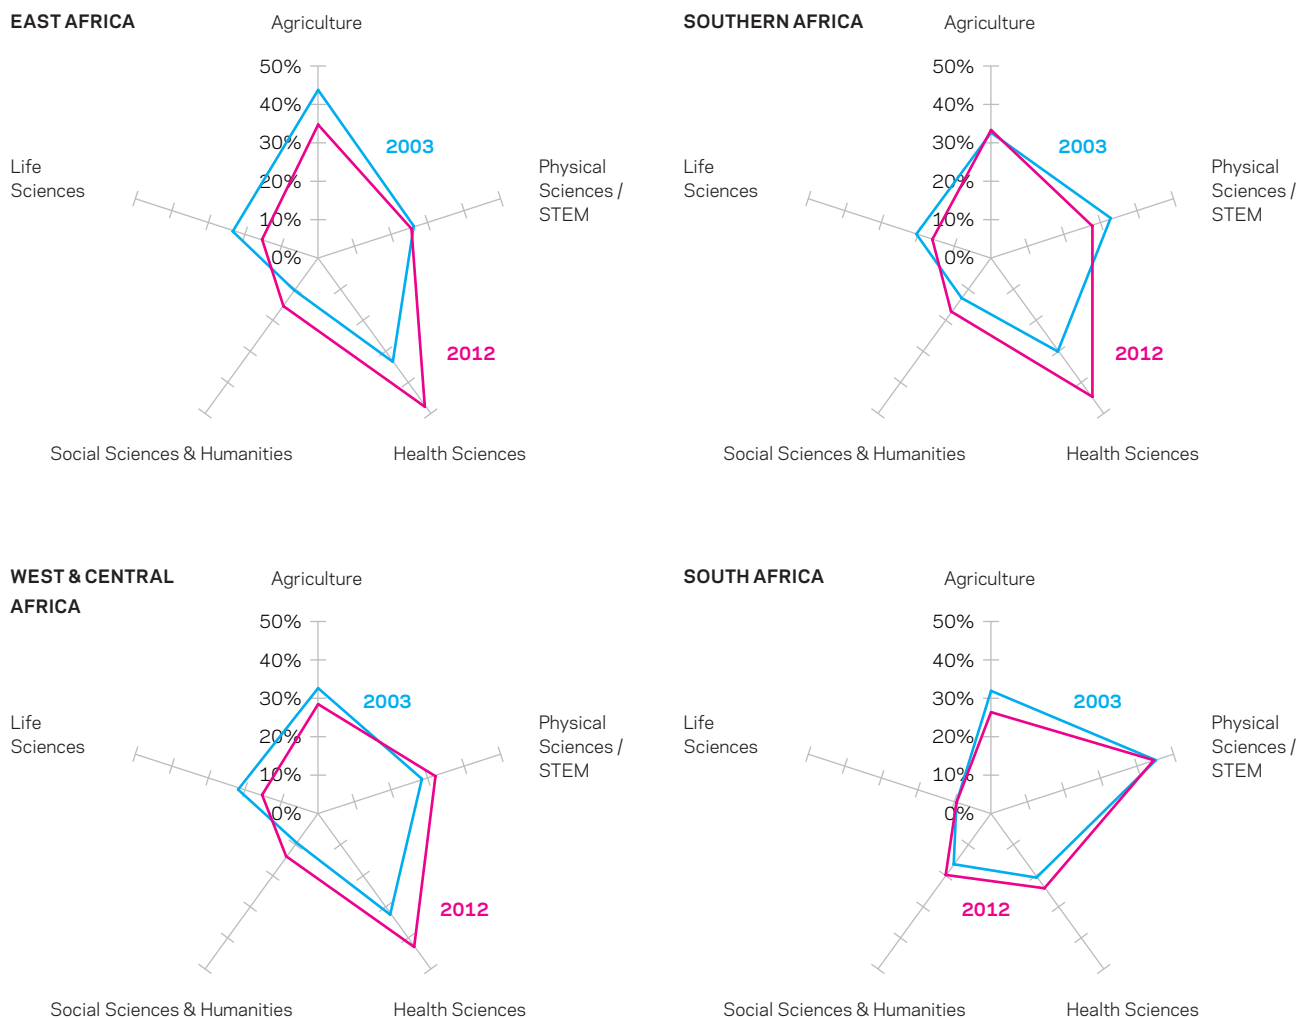 EAST AFRICA
Agriculture
50%
40%
30%
20%
10%
0%
2003
2012
Life
Sciences
Physical
Sciences /
STEM
Social Sciences & Humanities
Health Sciences
SOUTHERN AFRICA
Agriculture
50%
40%
30%
20%
10%
0%
2003
2012
Life
Sciences
Physical
Sciences /
STEM
Social Sciences & Humanities
Health Sciences
WEST & CENTRAL
AFRICA
Agriculture
50%
40%
30%
20%
10%
0%
2003
2012
Life
Sciences
Physical
Sciences /
STEM
Social Sciences & Humanities
Health Sciences
SOUTH AFRICA
Agriculture
50%
40%
30%
20%
10%
0%
2003
2012
Life
Sciences
Physical
Sciences /
STEM
Social Sciences & Humanities
Health Sciences